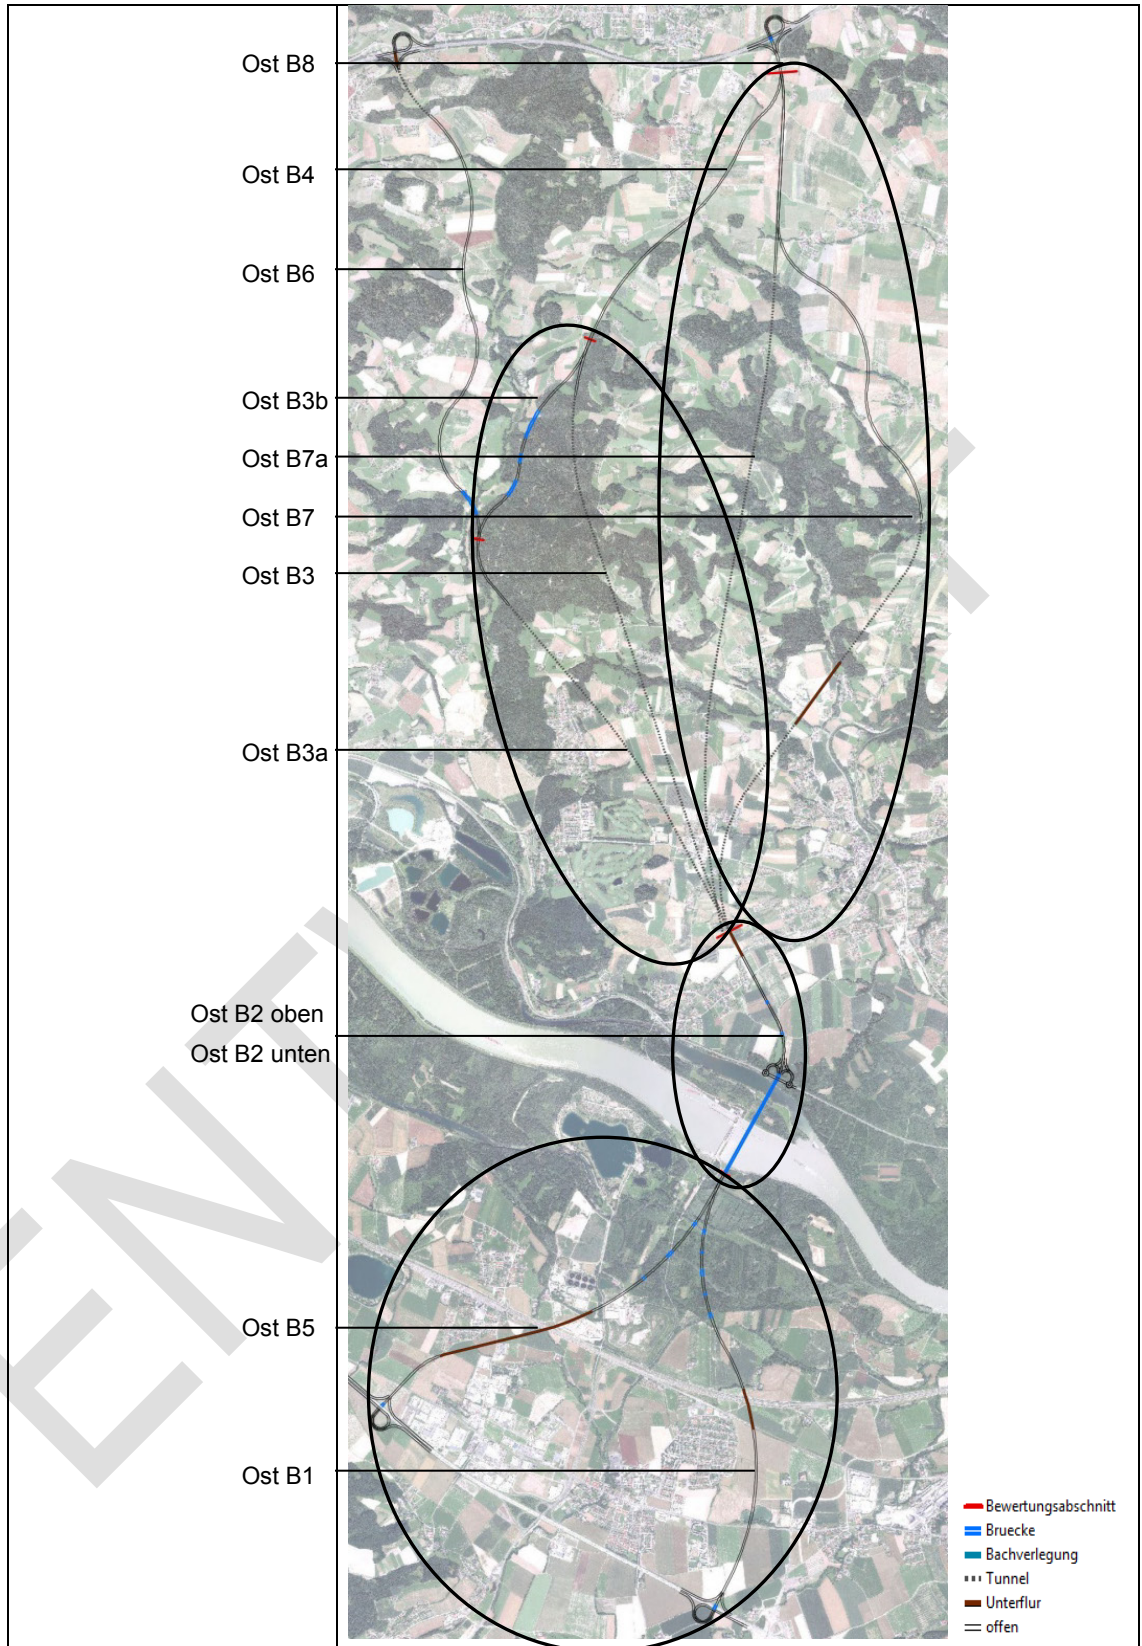 Ost B8
Ost B4
Ost B6
Ost B3b
Ost B7a
Ost B7
Ost B3
Ost B3a
Ost B2 oben
Ost B2 unten
Ost B5
Ost B1
Bewertungsabschnitt
Bruecke
Bachverlegung
Tunnel
Unterflur
offen